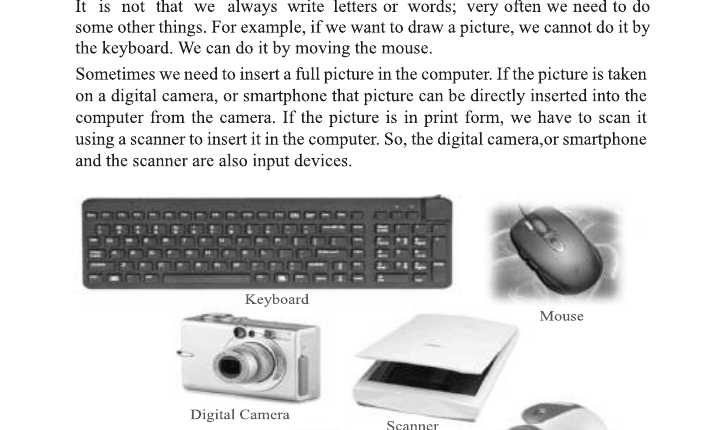 It is not that we always write letters or words; very often we need to do
some other things. For example, if we want to draw a picture, we cannot do it by
the keyboard. We can do it by moving the mouse.
Sometimes we need to insert a full picture in the computer. If the picture is taken
on a digital camera, or smartphone that picture can be directly inserted into the
computer from the camera. If the picture is in print form, we have to scan it
using a scanner to insert it in the computer. So, the digital camera,or smartphone
and the scanner are also input devices.
Keyboard
Mouse
Digital Camera
Scanner